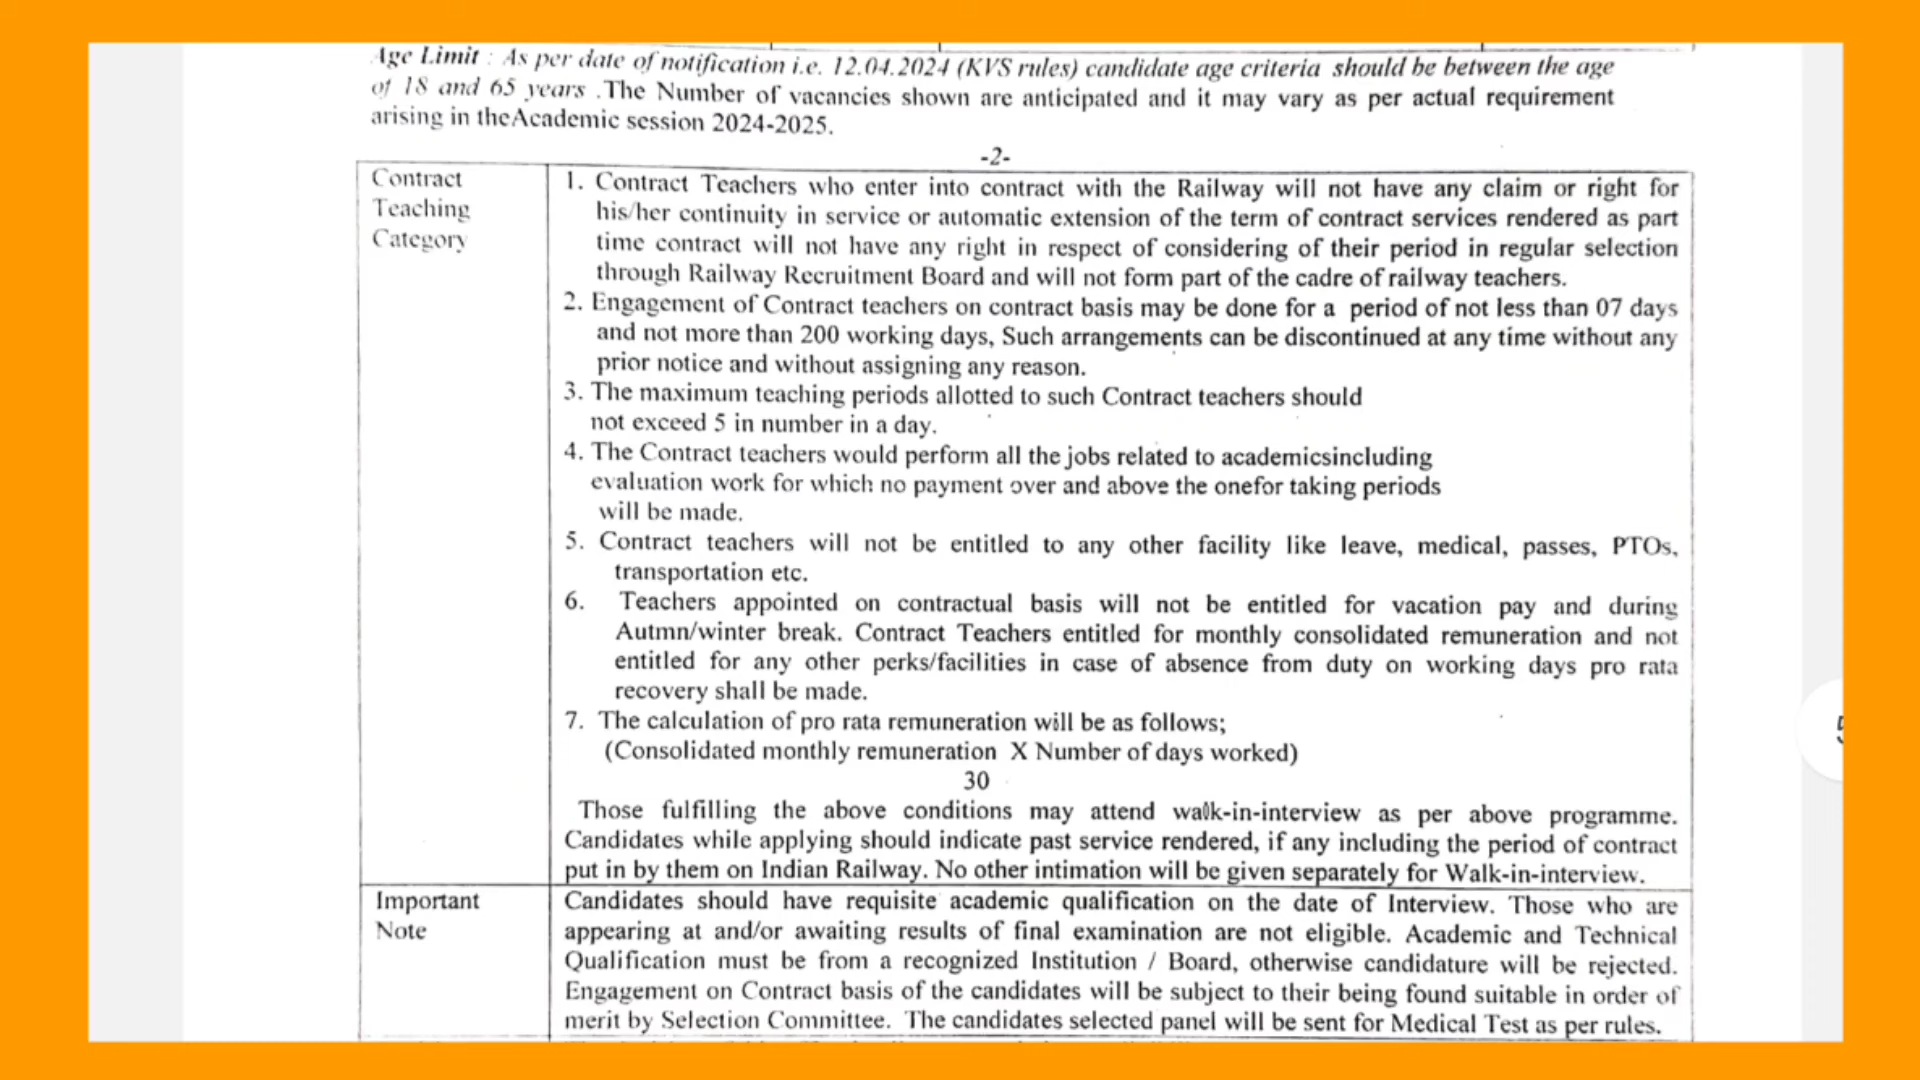 Age Limit : As per date of notification i.e. 12.04.2024 (KVS rules) candidate age criteria should be between the age
of 18 and 65 years .The Number of vacancies shown are anticipated and it may vary as per actual requirement
arising in theAcademic session 2024-2025.
-2-
Contract
Teaching
Category
1. Contract Teachers who enter into contract with the Railway will not have any claim or right for
his/her continuity in service or automatic extension of the term of contract services rendered as part
time contract will not have any right in respect of considering of their period in regular selection
through Railway Recruitment Board and will not form part of the cadre of railway teachers.
2. Engagement of Contract teachers on contract basis may be done for a period of not less than 07 days
and not more than 200 working days, Such arrangements can be discontinued at any time without any
prior notice and without assigning any reason.
3. The maximum teaching periods allotted to such Contract teachers should
not exceed 5 in number in a day.
4. The Contract teachers would perform all the jobs related to academicsincluding
evaluation work for which no payment over and above the onefor taking periods
will be made.
5. Contract teachers will not be entitled to any other facility like leave, medical, passes, PTOs,
transportation etc.
6. Teachers appointed on contractual basis will not be entitled for vacation pay and during
Autmn/winter break. Contract Teachers entitled for monthly consolidated remuneration and not
entitled for any other perks/facilities in case of absence from duty on working days pro rata
recovery shall be made.
7. The calculation of pro rata remuneration will be as follows;
(Consolidated monthly remuneration X Number of days worked)
30
Those fulfilling the above conditions may attend walk-in-interview as per above programme.
Candidates while applying should indicate past service rendered, if any including the period of contract
put in by them on Indian Railway. No other intimation will be given separately for Walk-in-interview.
Important
Note
Candidates should have requisite academic qualification on the date of Interview. Those who are
appearing at and/or awaiting results of final examination are not eligible. Academic and Technical
Qualification must be from a recognized Institution / Board, otherwise candidature will be rejected.
Engagement on Contract basis of the candidates will be subject to their being found suitable in order of
merit by Selection Committee. The candidates selected panel will be sent for Medical Test as per rules.